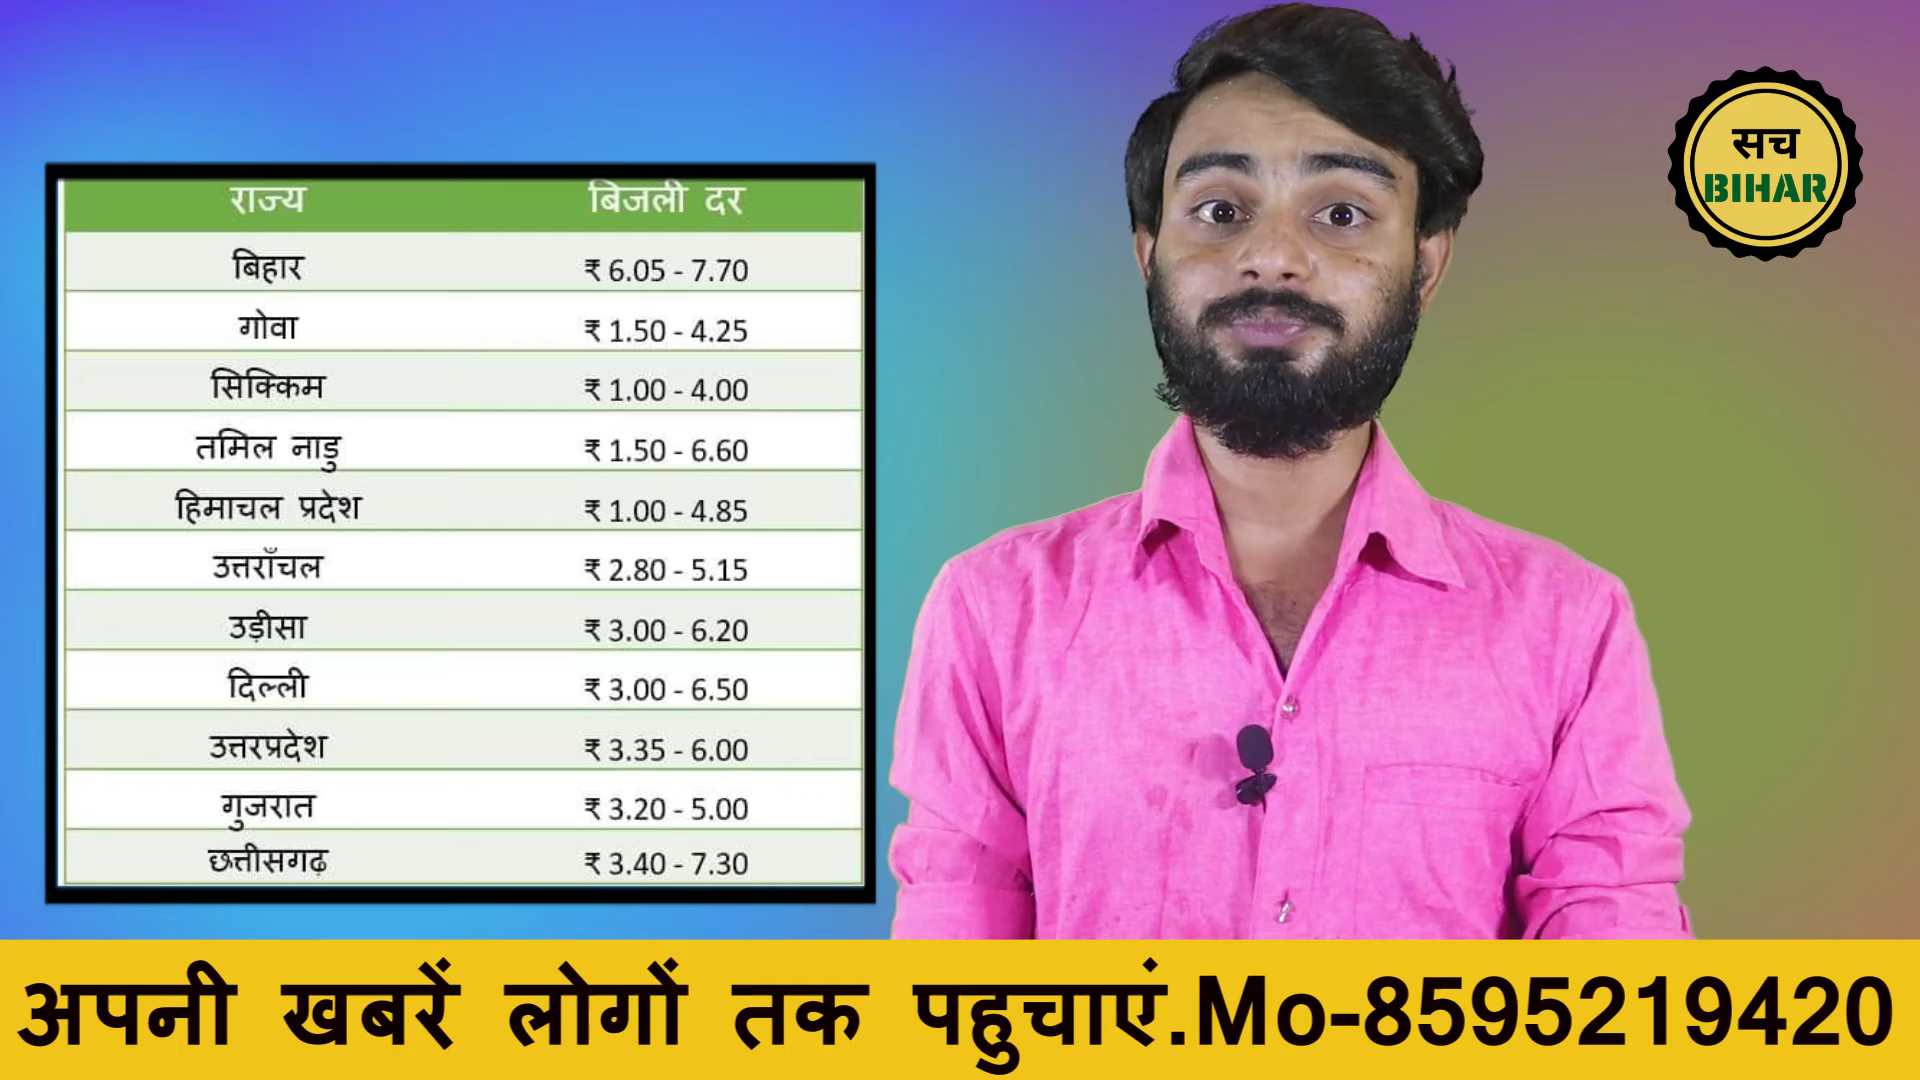 राज्य बिजली दर
बिहार ₹ 6.05 - 7.70
गोवा ₹ 1.50 - 4.25
सिक्किम ₹ 1.00 - 4.00
तमिल नाडु ₹ 1.50 - 6.60
हिमाचल प्रदेश ₹ 1.00 - 4.85
उत्तराँचल ₹ 2.80 - 5.15
उड़ीसा ₹ 3.00 - 6.20
दिल्ली ₹ 3.00 - 6.50
उत्तरप्रदेश ₹ 3.35 - 6.00
गुजरात ₹ 3.20 - 5.00
छत्तीसगढ़ ₹ 3.40 - 7.30
सच
BIHAR
अपनी खबरें लोगों तक पहुचाएं.Mo-8595219420